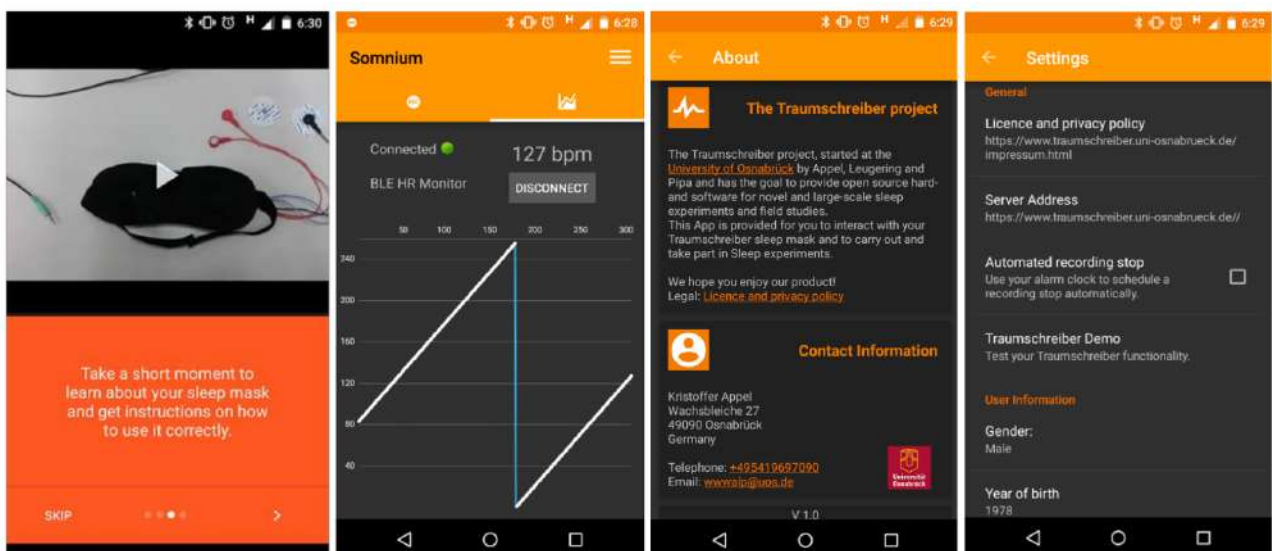 H 6:30
Take a short moment to
learn about your sleep mask
and get instructions on how
to use it correctly.
SKIP
H 6:28
Somnium
REC
Connected
127 bpm
BLE HR Monitor
DISCONNECT
50 100 150 200 250 300
240
200
160
120
80
40
H 6:29
About
The Traumschreiber project
The Traumschreiber project, started at the
University of Osnabrück by Appel, Leugering and
Pipa and has the goal to provide open source hard-
and software for novel and large-scale sleep
experiments and field studies.
This App is provided for you to interact with your
Traumschreiber sleep mask and to carry out and
take part in Sleep experiments.
We hope you enjoy our product!
Legal: Licence and privacy policy
Contact Information
Kristoffer Appel
Wachsbleiche 27
49090 Osnabrück
Germany
Telephone: +495419697090
Email: wwwslp@uos.de
Universität
Osnabrück
V 1.0
H 6:29
Settings
General
Licence and privacy policy
https://www.traumschreiber.uni-osnabrueck.de/
impressum.html
Server Address
https://www.traumschreiber.uni-osnabrueck.de//
Automated recording stop
Use your alarm clock to schedule a
recording stop automatically.
Traumschreiber Demo
Test your Traumschreiber functionality.
User Information
Gender:
Male
Year of birth
1978